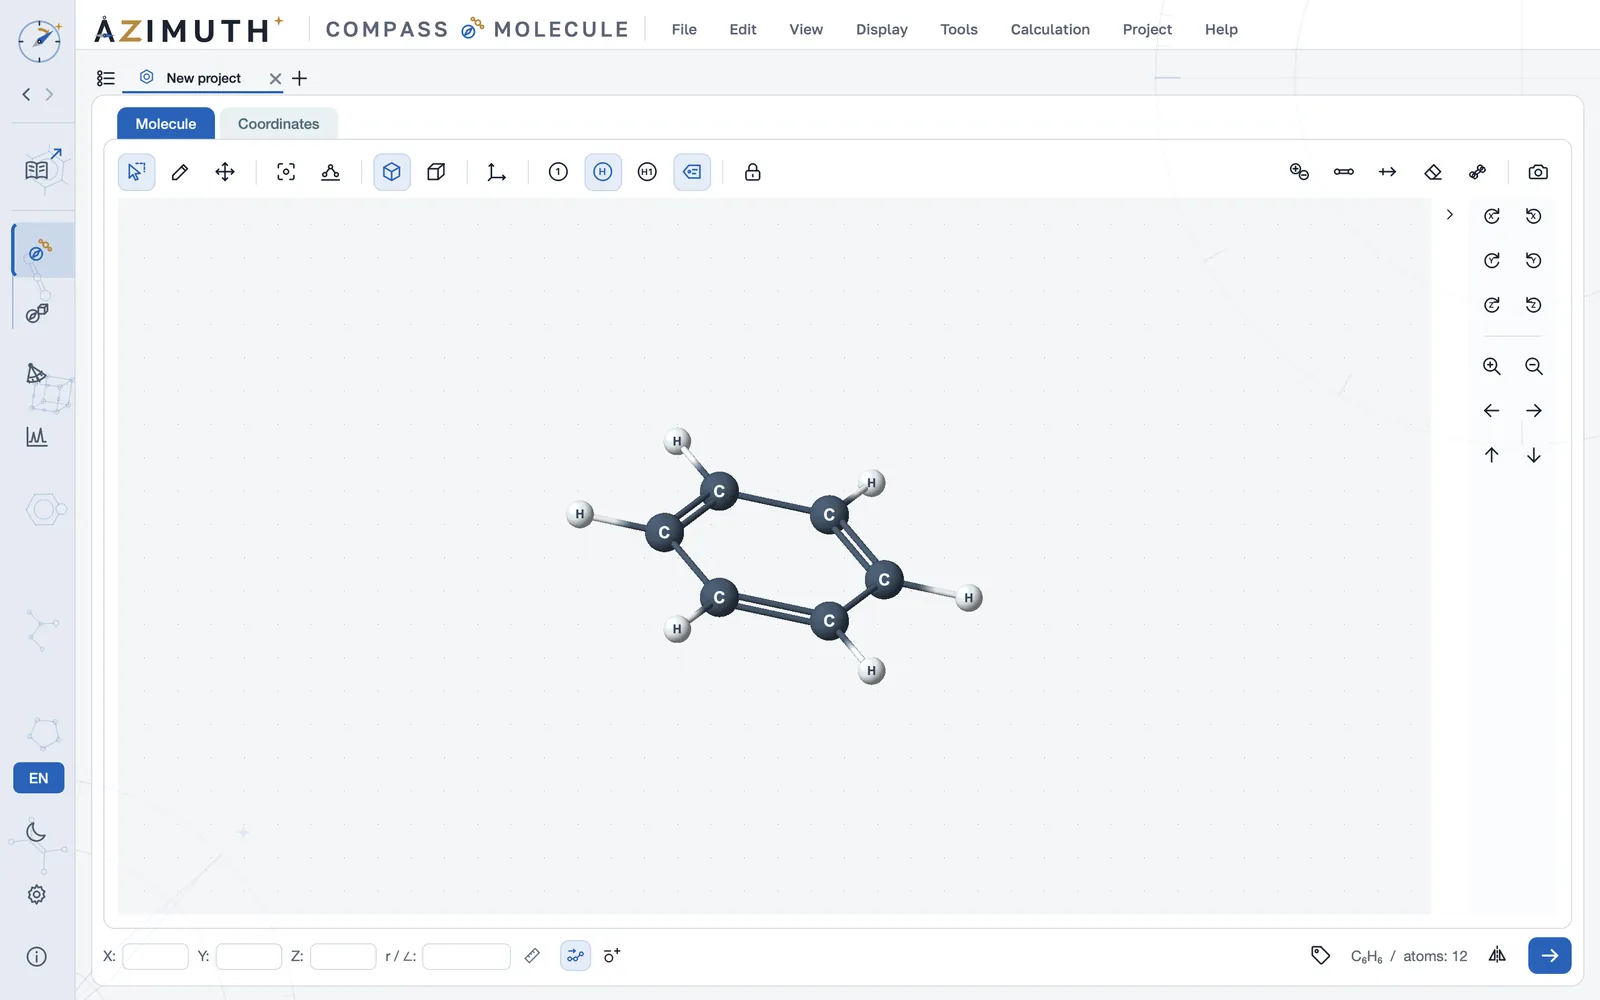 AZIMUTH COMPASS MOLECULE File Edit View Display Tools Calculation Project Help
New project
Molecule Coordinates
1 H H1
X X
Y Y
Z Z
H
H
C
C
H
C
H
C
C
H
C
H
H
EN
X: Y: Z: r / ∠: C₆H₆ / atoms: 12